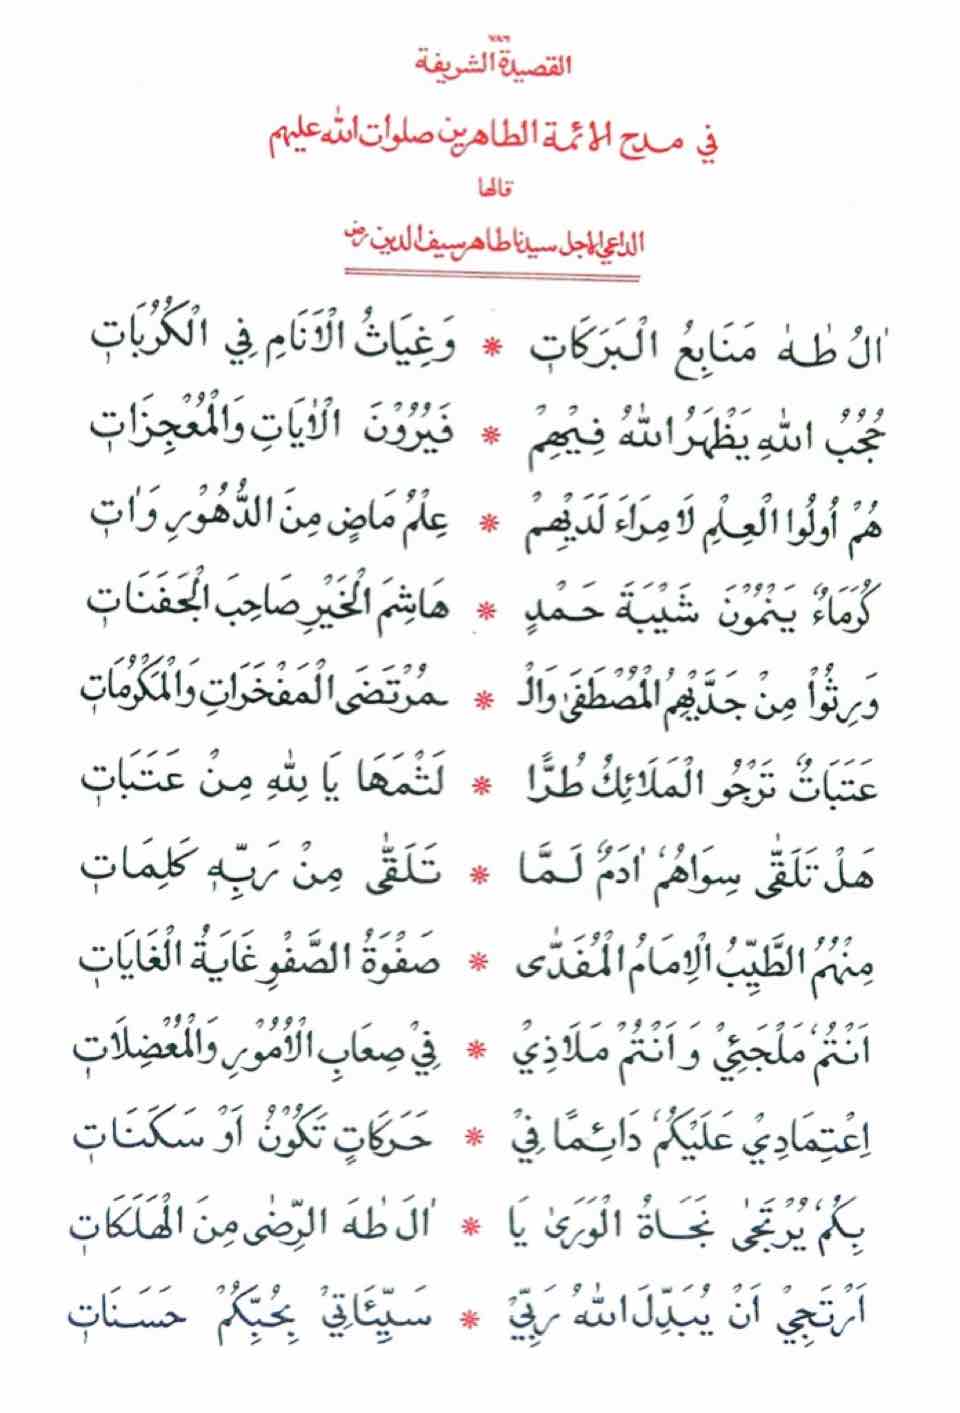 ٧٨٦
القصيدة الشريفة
في مدح الائمة الطاهرين صلوات الله عليهم
قالها
الداعي الاجل سيدنا طاهر سيف الدين رض
اٰلُ طٰهٰ مَنَابِعُ الْبَرَكَاتِ * وَغِيَاثُ الْاَنَامِ فِي الْكُرُبَاتِ
حُجُبُ اللهِ يَظْهَرُ اللهُ فِيْهِمْ * فَيُرُوْنَ الْاٰيَاتِ وَالْمُعْجِزَاتِ
هُمْ اُولُوا الْعِلْمِ لَا مِرَاءَ لَدَيْهِمْ * عِلْمُ مَاضٍ مِنَ الدُّهُوْرِ وَاٰتِ
كُرَمَاءٌ يَنْمُوْنَ شَيْبَةَ حَمْدٍ * هَاشِمَ الْخَيْرِ صَاحِبَ الْجَفَنَاتِ
وَرِثُوْا مِنْ جَدَّيْهِمُ الْمُصْطَفَىٰ وَالْـ * ـمُرْتَضَى الْمَفْخَرَاتِ وَالْمَكْرُمَاتِ
عَتَبَاتٌ تَرْجُو الْمَلَائِكُ طُرًّا * لَثْمَهَا يَا لِلّٰهِ مِنْ عَتَبَاتِ
هَلْ تَلَقّٰى سِوَاهُمُ اٰدَمُ لَمَّا * تَلَقّٰى مِنْ رَبِّهٖ كَلِمَاتِ
مِنْهُمُ الطَّيِّبُ الْاِمَامُ الْمُفَدّٰى * صَفْوَةُ الصَّفْوِ غَايَةُ الْغَايَاتِ
اَنْتُمُ مَلْجَئِيْ وَ اَنْتُمْ مَلَاذِيْ * فِيْ صِعَابِ الْاُمُوْرِ وَالْمُعْضِلَاتِ
اِعْتِمَادِيْ عَلَيْكُمُ دَائِمًا فِيْ * حَرَكَاتٍ تَكُوْنُ اَوْ سَكَنَاتِ
بِكُمُ يُرْتَجٰى نَجَاةُ الْوَرَىٰ يَا * اٰلَ طٰهَ الرِّضٰى مِنَ الْهَلَكَاتِ
اَرْتَجِيْ اَنْ يُبَدِّلَ اللهُ رَبِّيْ * سَيِّئَاتِيْ بِحُبِّكُمْ حَسَنَاتِ